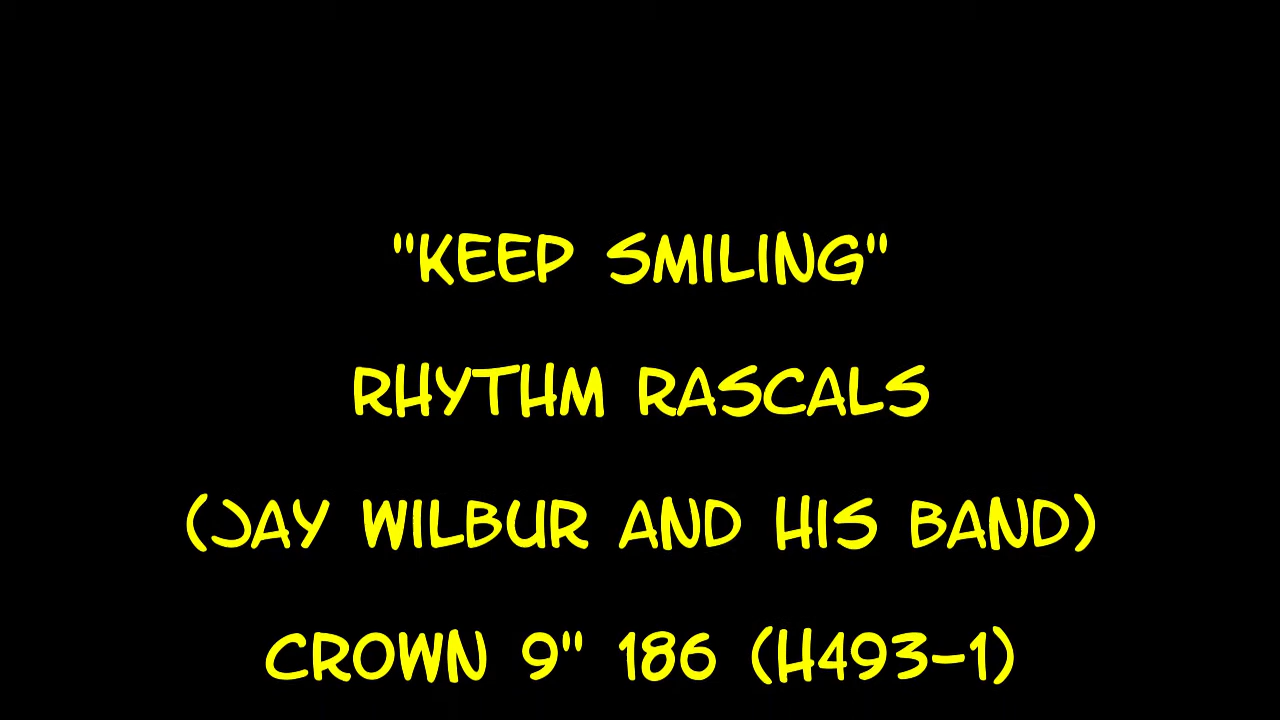 "KEEP SMILING"
RHYTHM RASCALS
(JAY WILBUR AND HIS BAND)
CROWN 9" 186 (H493-1)